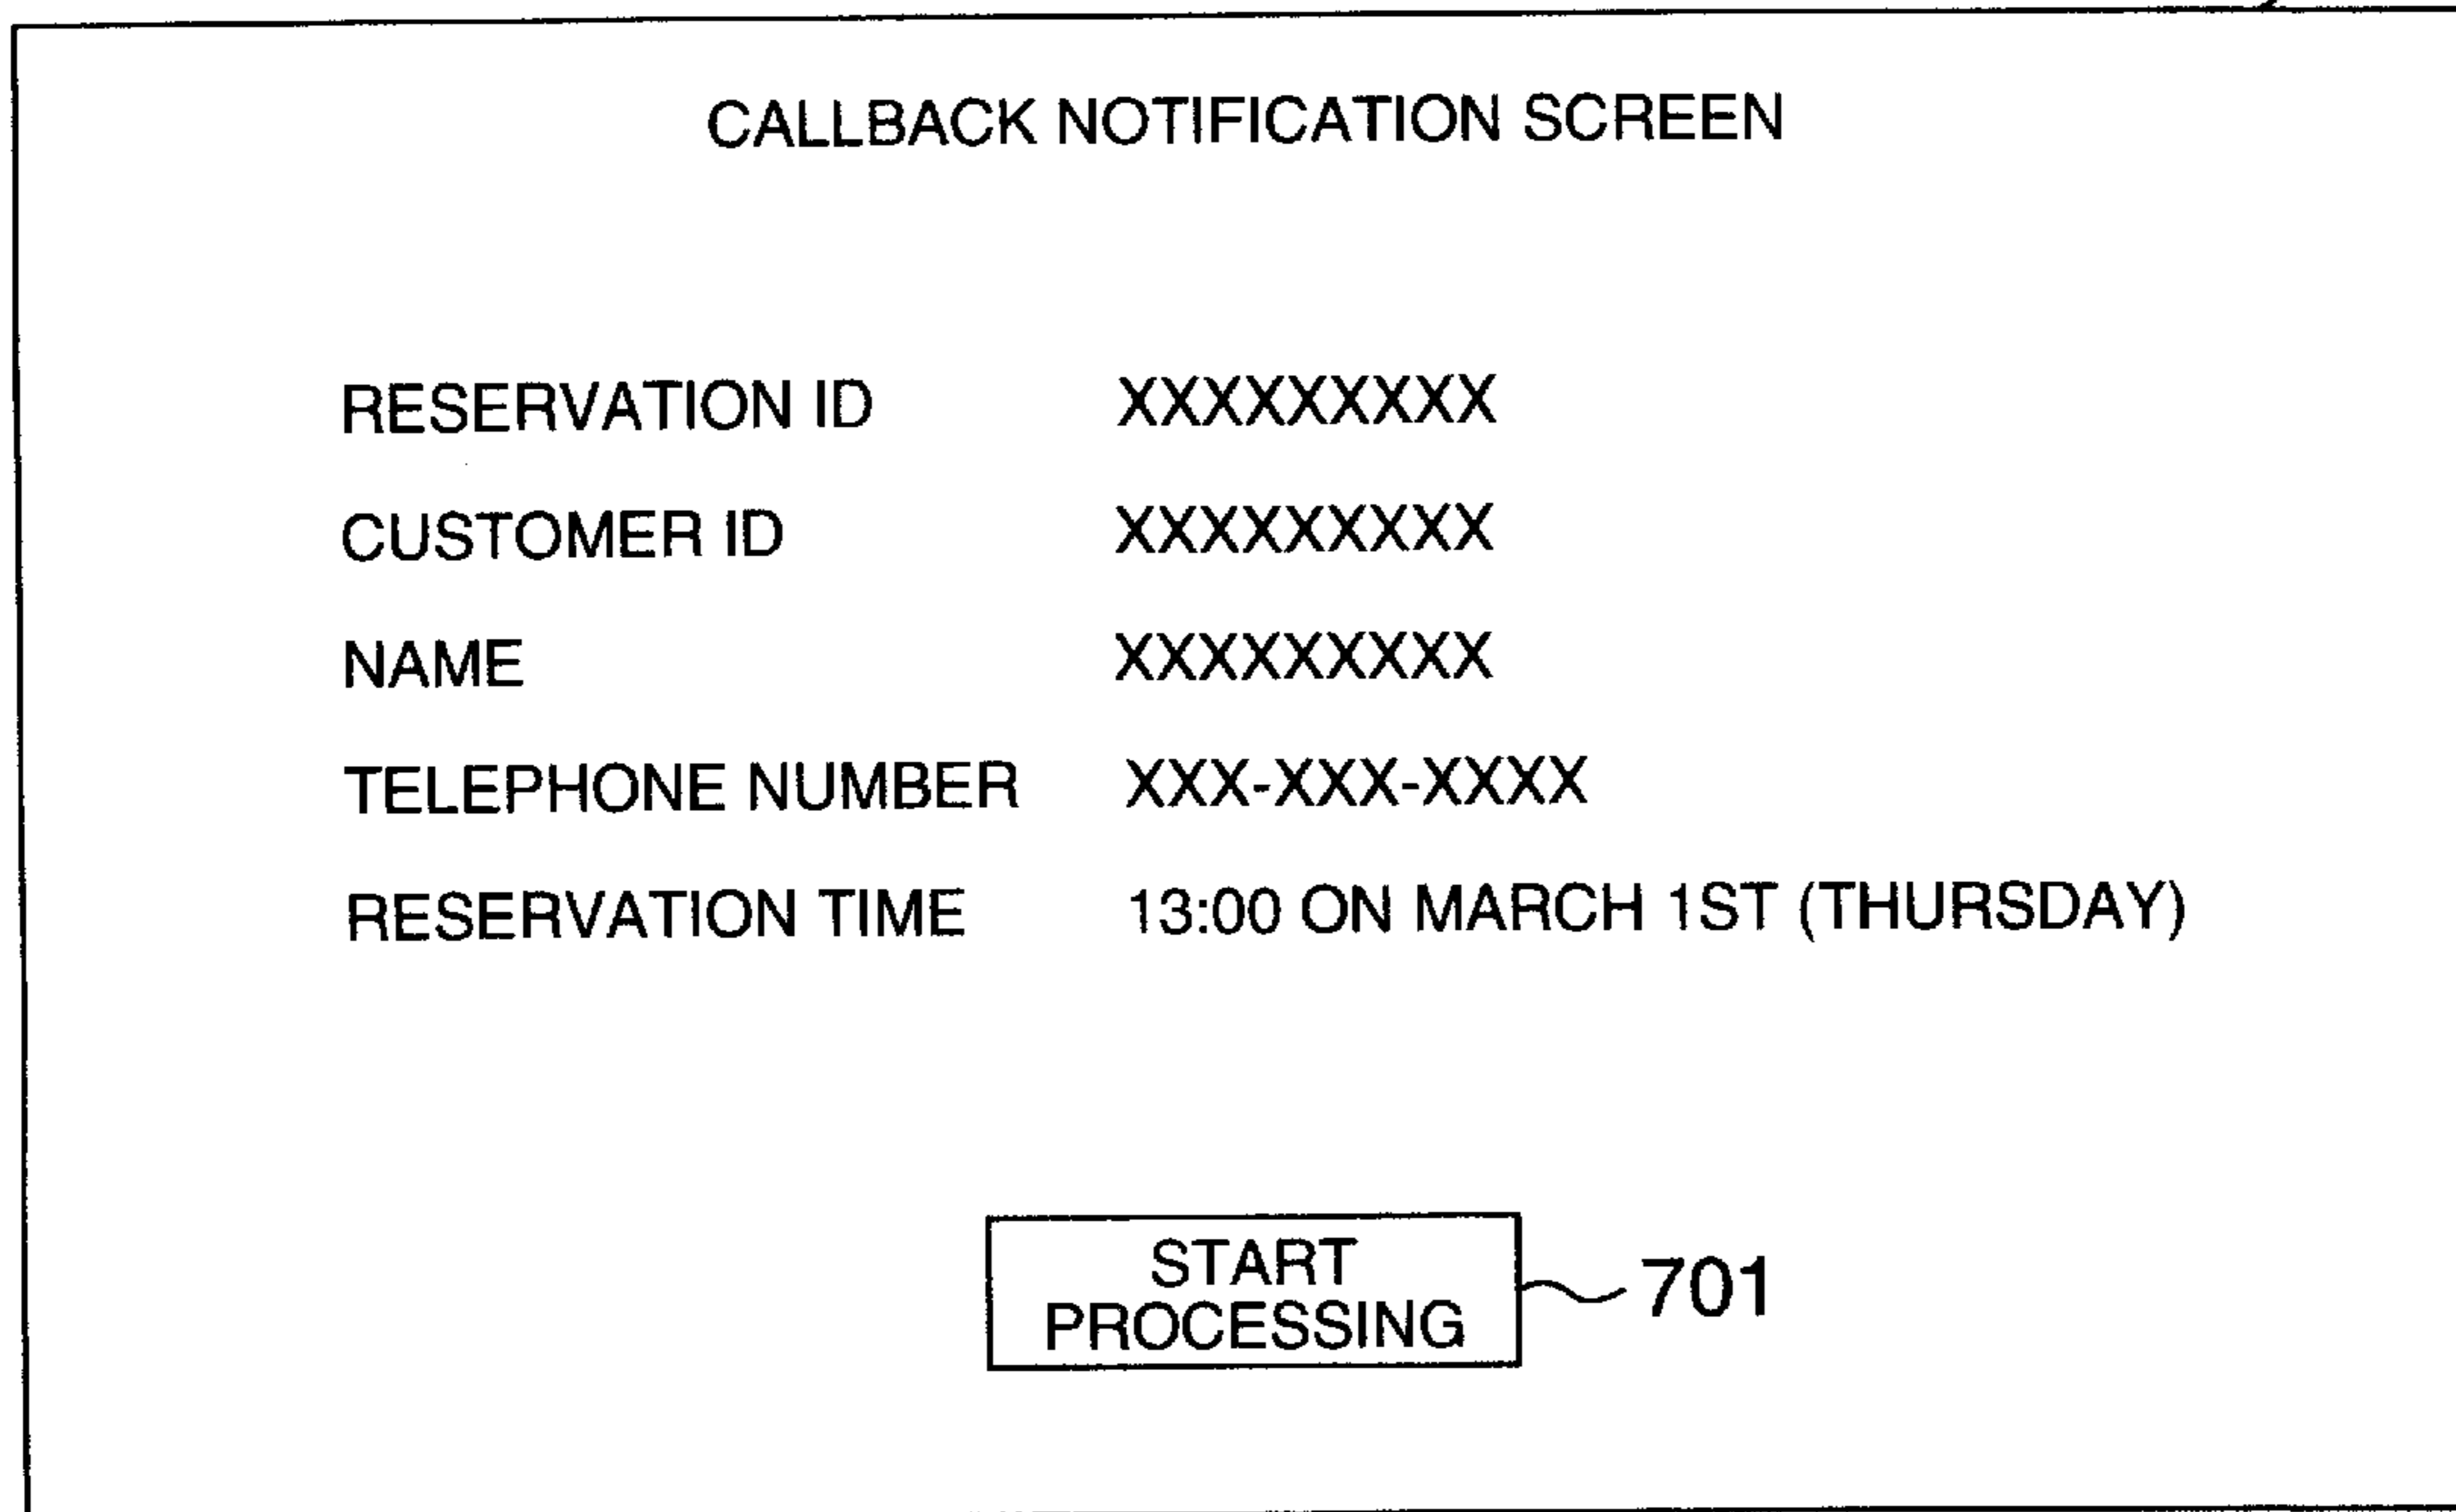 CALLBACK NOTIFICATION SCREEN
RESERVATION ID XXXXXXXXX
CUSTOMER ID XXXXXXXXX
NAME XXXXXXXXX
TELEPHONE NUMBER XXX-XXX-XXXX
RESERVATION TIME 13:00 ON MARCH 1ST (THURSDAY)
START
PROCESSING
701